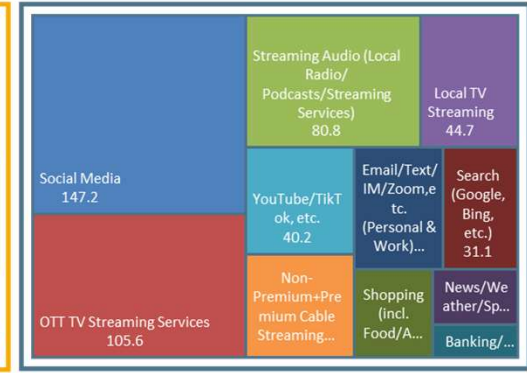 Social Media
147.2
OTT TV Streaming Services
105.6
Streaming Audio (Local
Radio/
Podcasts/Streaming
Services)
80.8
Local TV
Streaming
44.7
YouTube/TikT
ok, etc.
40.2
Email/Text/
IM/Zoom,e
tc.
(Personal &
Work)...
Search
(Google,
Bing,
etc.)
31.1
Non-
Premium+Pre
mium Cable
Streaming...
Shopping
(incl.
Food/A...
News/We
ather/Sp...
Banking/...